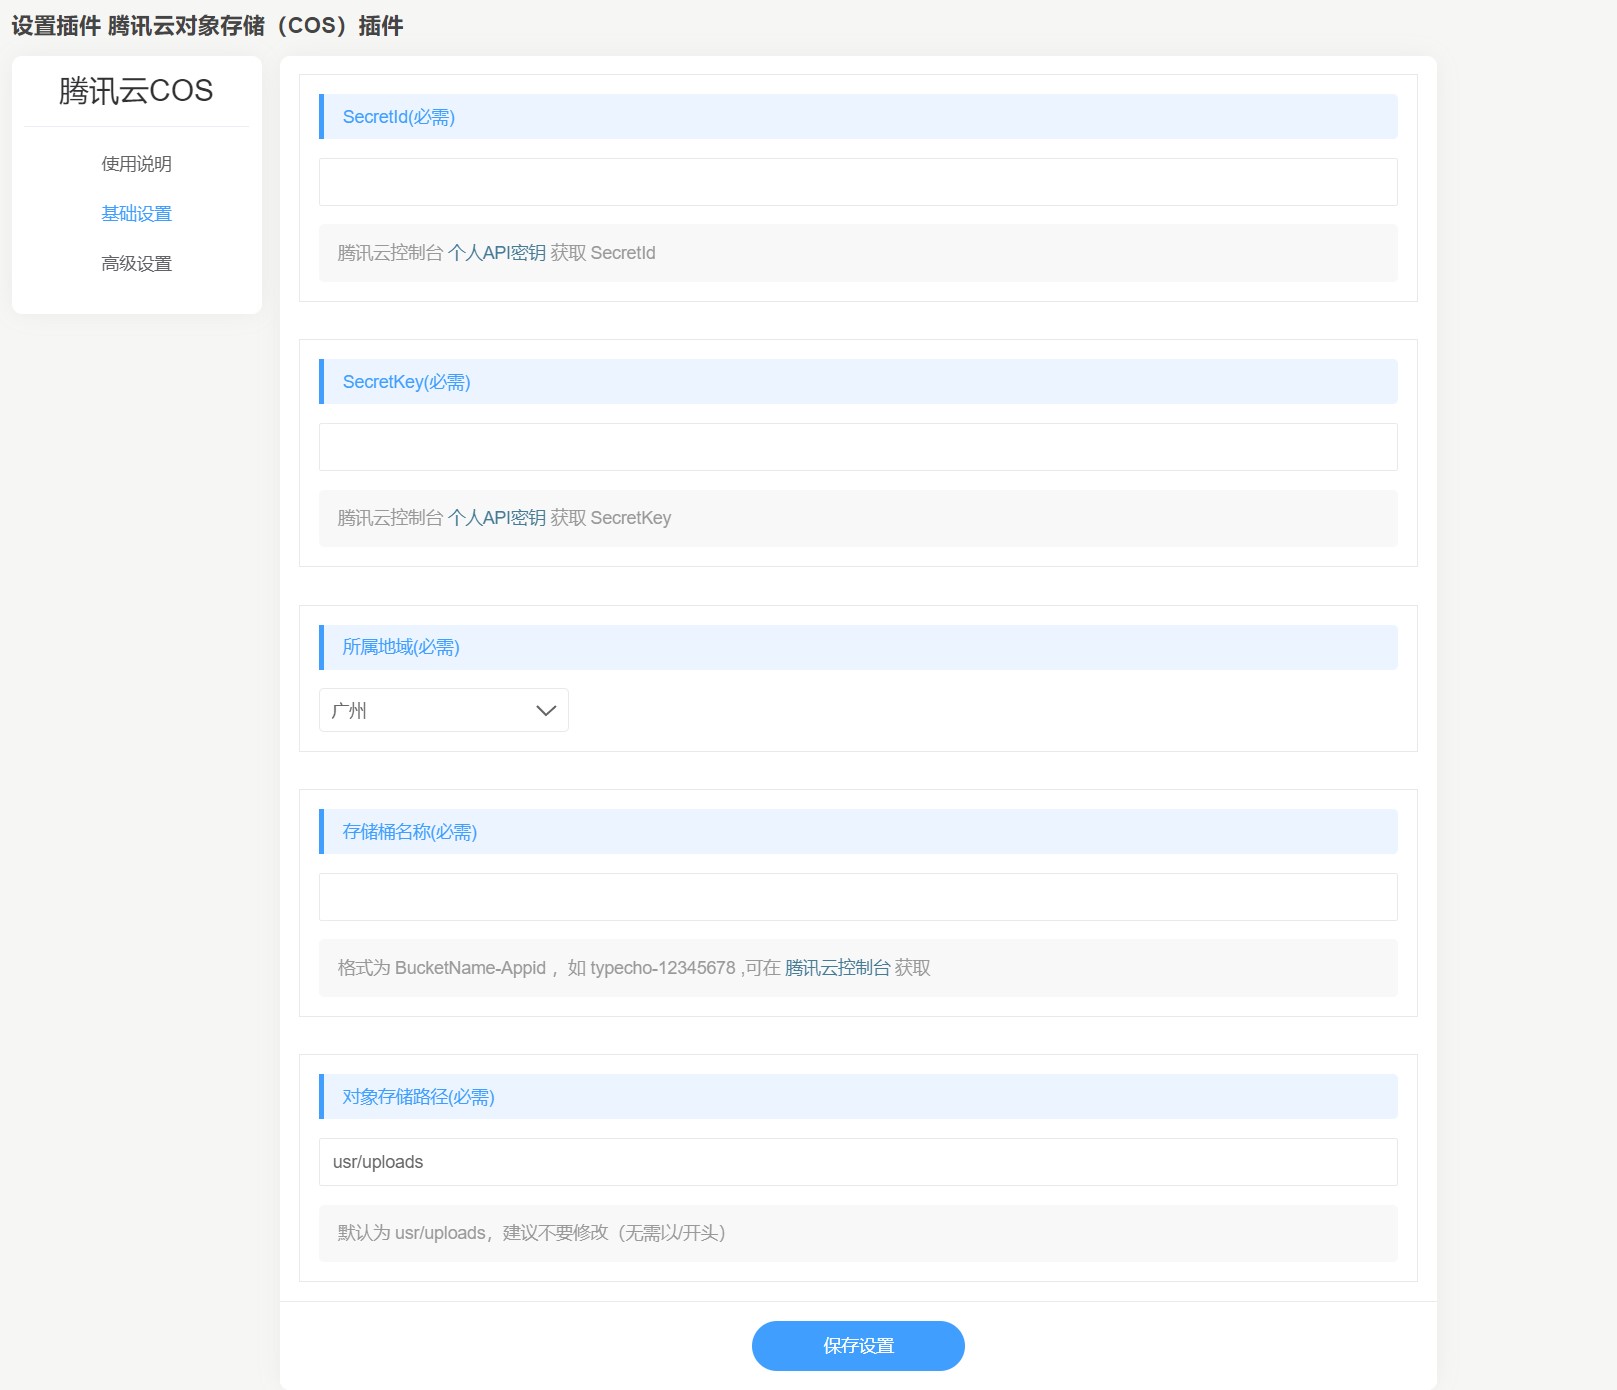 设置插件 腾讯云对象存储（COS）插件
腾讯云COS
使用说明
基础设置
高级设置
SecretId(必需)
腾讯云控制台 个人API密钥 获取 SecretId
SecretKey(必需)
腾讯云控制台 个人API密钥 获取 SecretKey
所属地域(必需)
广州
存储桶名称(必需)
格式为 BucketName-Appid ，如 typecho-12345678 ,可在 腾讯云控制台 获取
对象存储路径(必需)
usr/uploads
默认为 usr/uploads，建议不要修改（无需以/开头）
保存设置